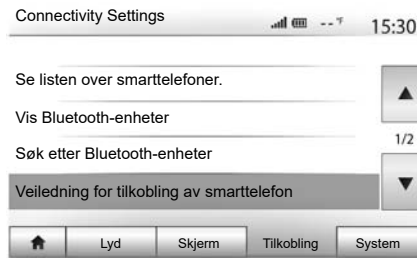 Connectivity Settings
--°F
15:30
Se listen over smarttelefoner.
Vis Bluetooth-enheter
1/2
Søk etter Bluetooth-enheter
Veiledning for tilkobling av smarttelefon
Lyd
Skjerm
Tilkobling
System